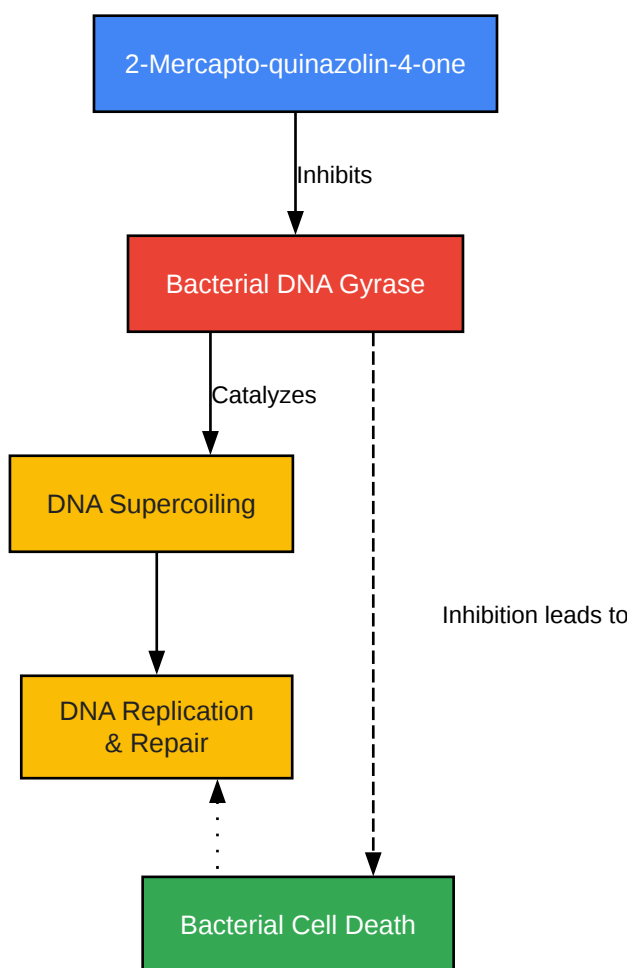 2-Mercapto-quinazolin-4-one
Inhibits
Bacterial DNA Gyrase
Catalyzes
DNA Supercoiling
Inhibition leads to
DNA Replication
& Repair
Bacterial Cell Death